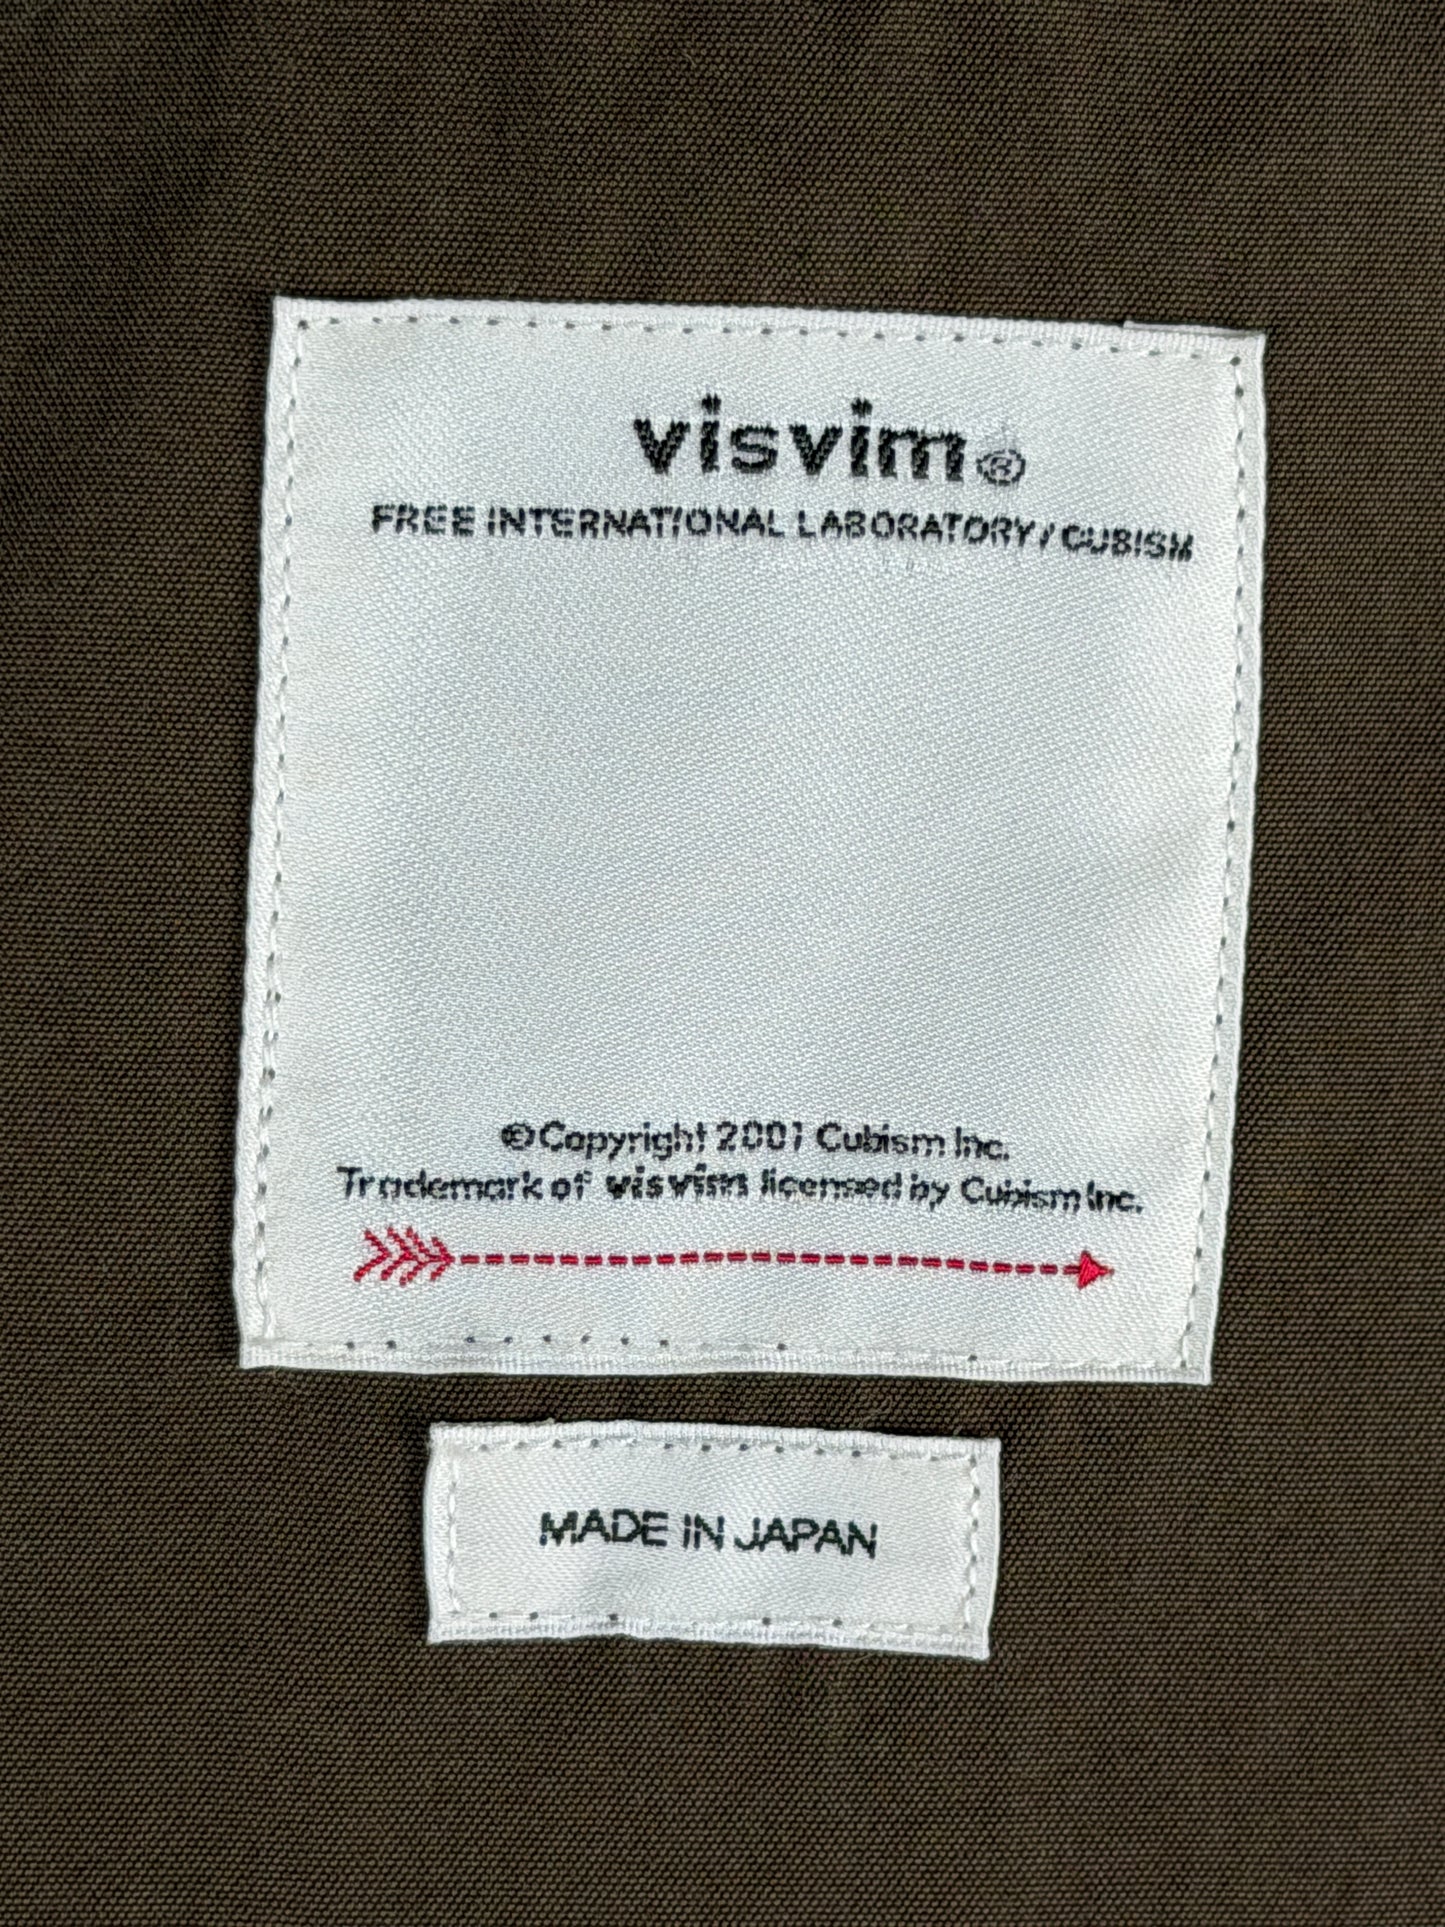 visvim®
FREE INTERNATIONAL LABORATORY / CUBISM
©Copyright 2001 Cubism Inc.
Trademark of visvim licensed by Cubism Inc.
MADE IN JAPAN